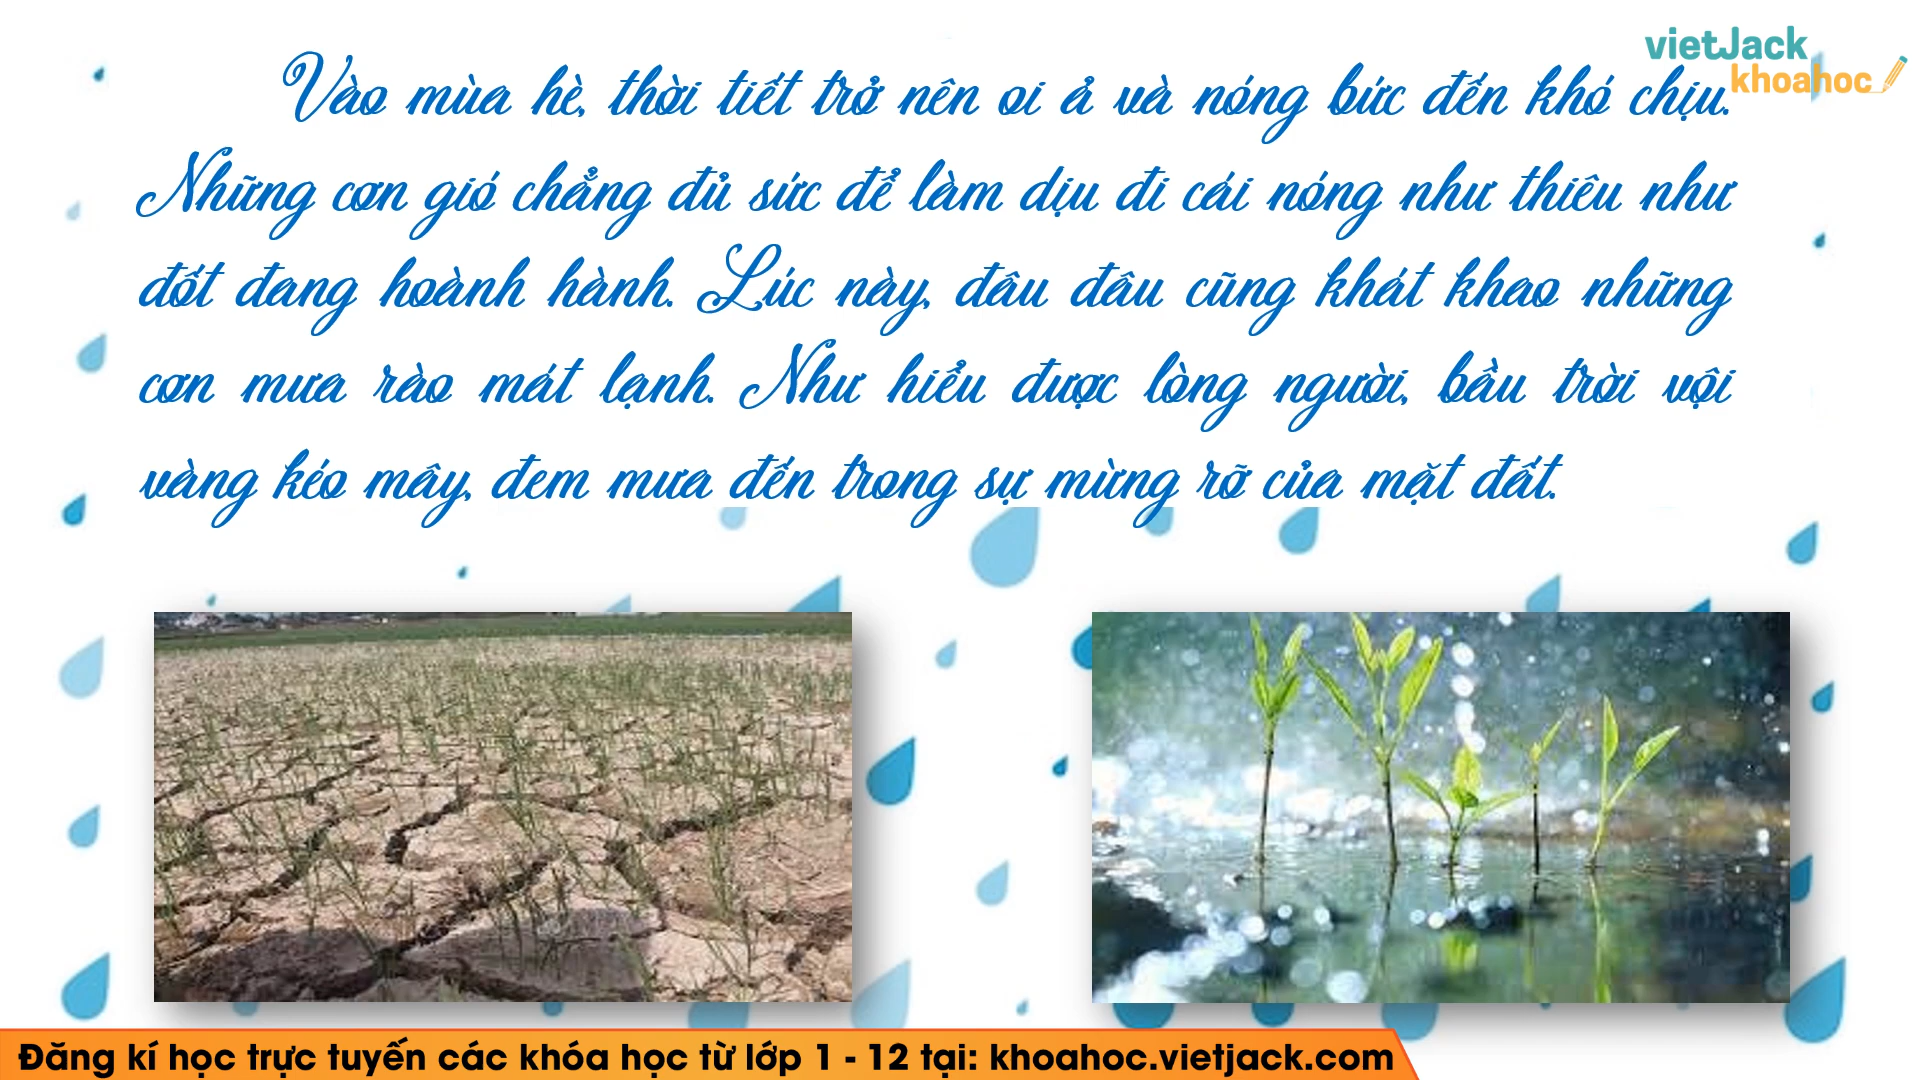 vietJack
khoahoc
Vào mùa hè, thời tiết trở nên oi ả và nóng bức đến khó chịu.
Những cơn gió chẳng đủ sức để làm dịu đi cái nóng như thiêu như
đốt đang hoành hành. Lúc này, đâu đâu cũng khát khao những
cơn mưa rào mát lạnh. Như hiểu được lòng người, bầu trời vội
vàng kéo mây, đem mưa đến trong sự mừng rỡ của mặt đất.
Đăng kí học trực tuyến các khóa học từ lớp 1 - 12 tại: khoahoc.vietjack.com